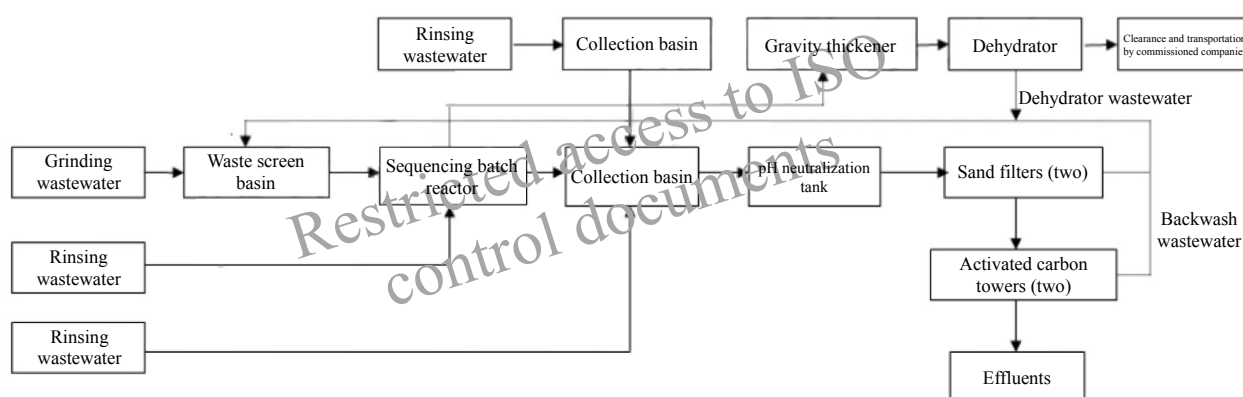 Rinsing
wastewater
Collection basin
Gravity thickener
Dehydrator
Clearance and transportation
by commissioned companie
Dehydrator wastewater
Grinding
wastewater
Waste screen
basin
Sequencing batch
reactor
Collection basin
pH neutralization
tank
Sand filters (two)
Backwash
wastewater
Rinsing
wastewater
Activated carbon
towers (two)
Rinsing
wastewater
Effluents
Restricted access to ISO
control documents